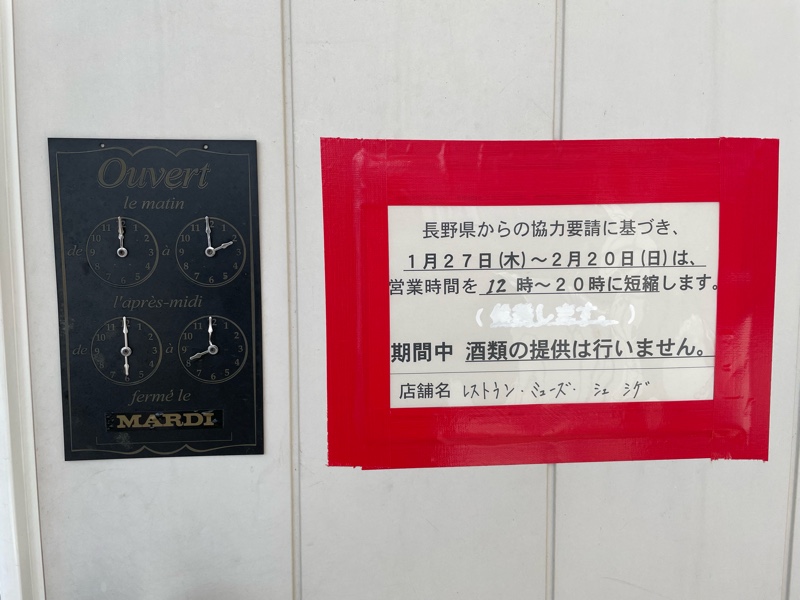 Ouvert
le matin
de à
l'après-midi
de à
fermé le
MARDI
長野県からの協力要請に基づき、
1月27日(木)~2月20日(日)は、
営業時間を 12 時~20時に短縮します。
期間中 酒類の提供は行いません。
店舗名 レストラン・ミューズ・シェ シゲ